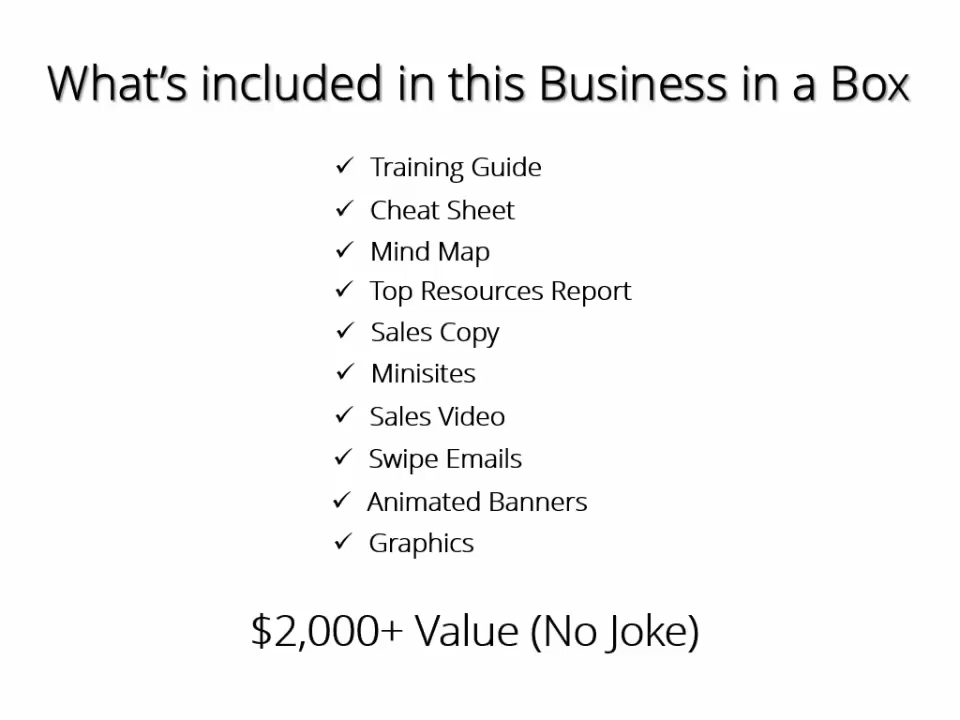 What's included in this Business in a Box
✓ Training Guide
✓ Cheat Sheet
✓ Mind Map
✓ Top Resources Report
✓ Sales Copy
✓ Minisites
✓ Sales Video
✓ Swipe Emails
✓ Animated Banners
✓ Graphics
$2,000+ Value (No Joke)